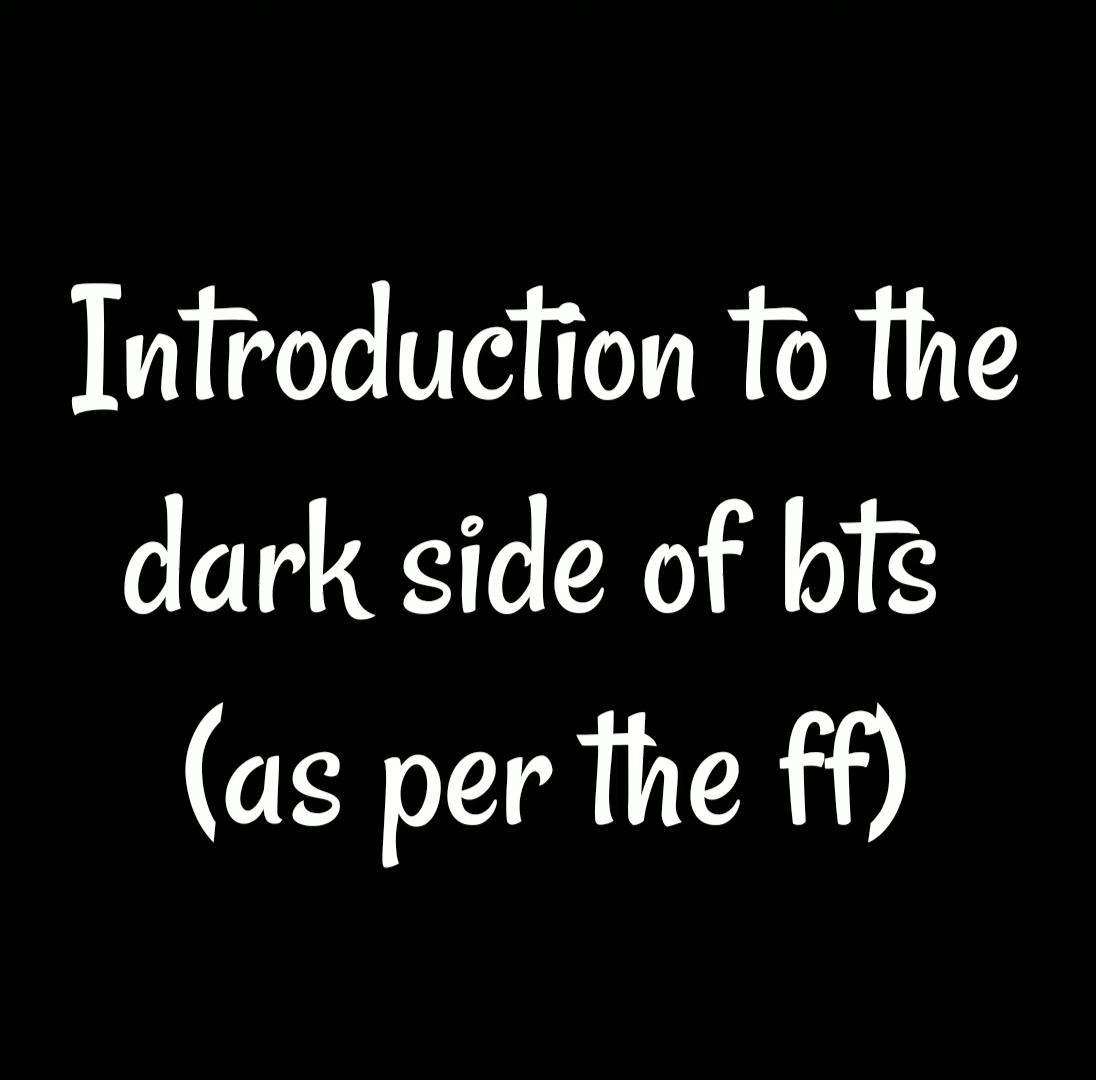 Introduction to the
dark side of bts
(as per the ff)